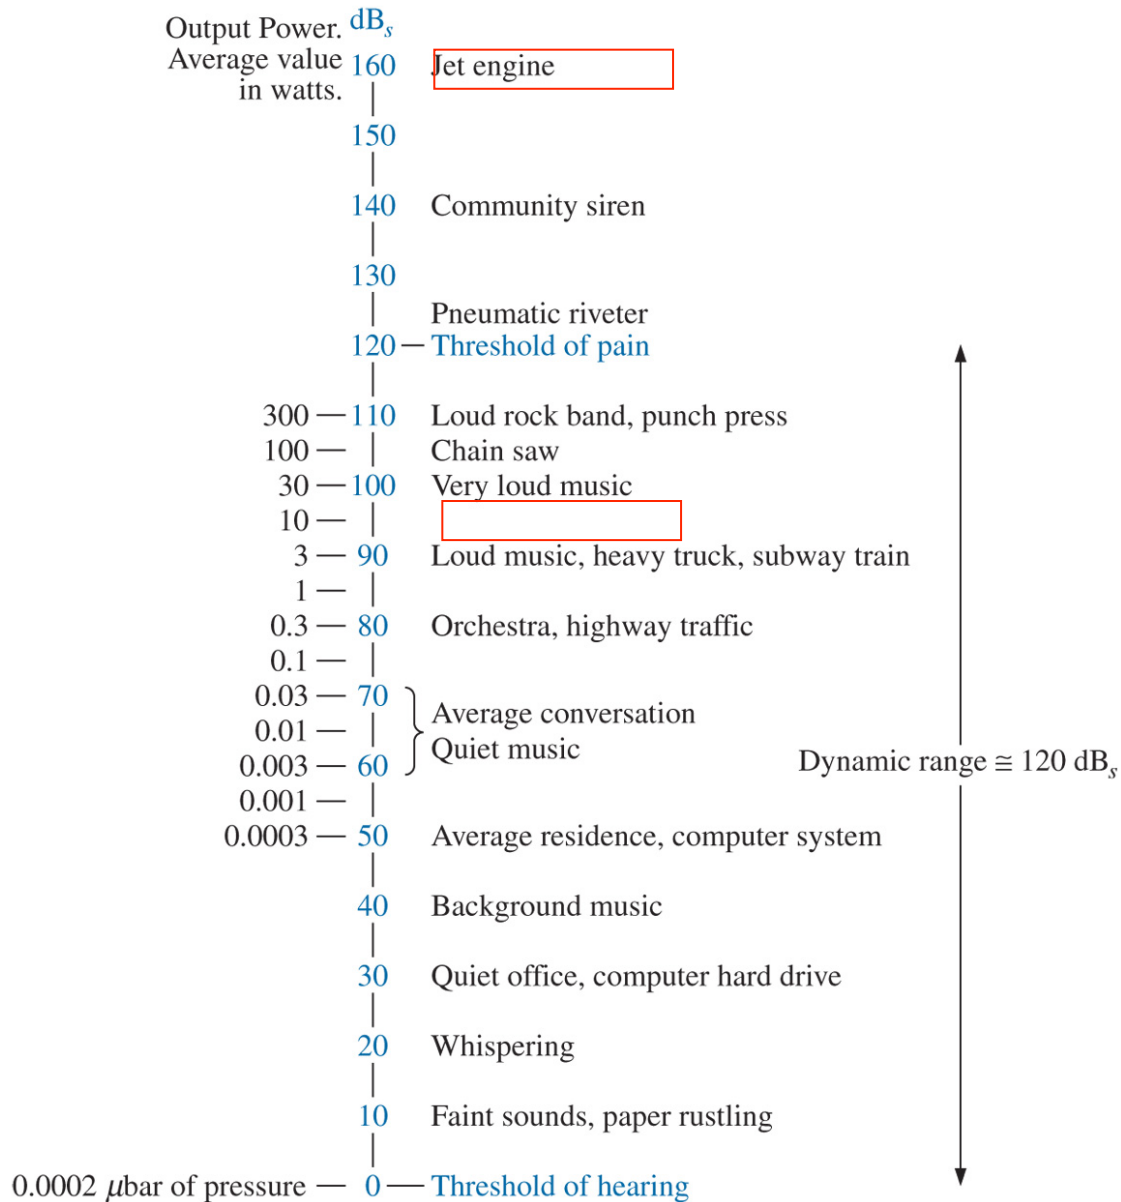 Output Power. dBs
Average value 160 Jet engine
in watts.
150
140 Community siren
130
Pneumatic riveter
120 Threshold of pain
300 110 Loud rock band, punch press
100 Chain saw
30 100 Very loud music
10
3 90 Loud music, heavy truck, subway train
1
0.3 80 Orchestra, highway traffic
0.1
0.03 70
Average conversation
0.01
Quiet music
0.003 60 Dynamic range ≅ 120 dBs
0.001
0.0003 50 Average residence, computer system
40 Background music
30 Quiet office, computer hard drive
20 Whispering
10 Faint sounds, paper rustling
0.0002 μbar of pressure 0 Threshold of hearing